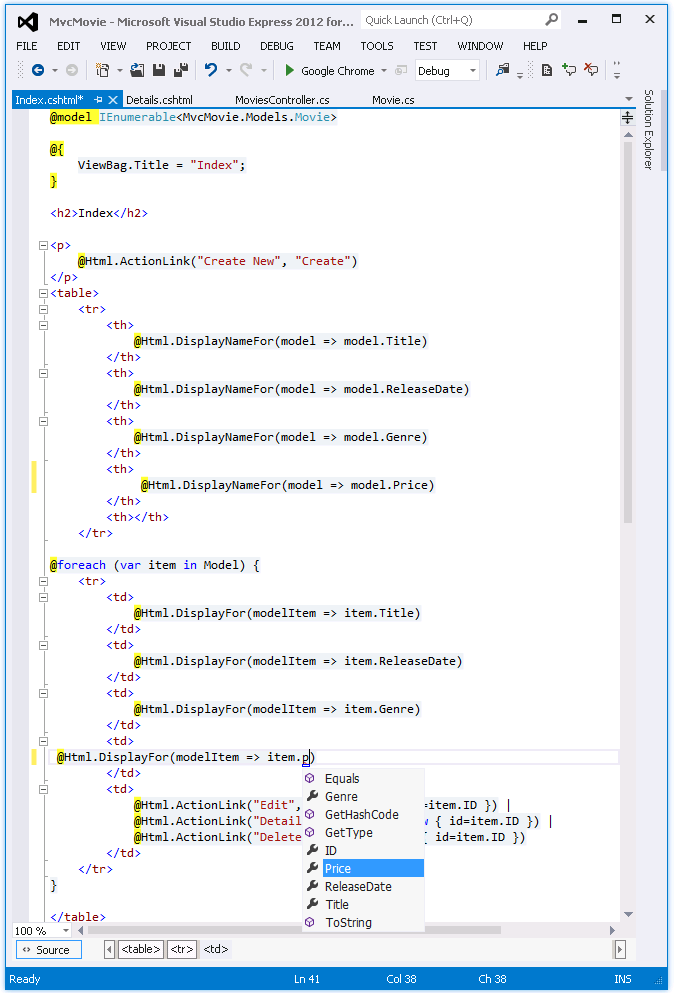 MvcMovie - Microsoft Visual Studio Express 2012 for...
Quick Launch (Ctrl+Q)
FILE EDIT VIEW PROJECT BUILD DEBUG TEAM TOOLS TEST WINDOW HELP
Google Chrome Debug
Index.cshtml* Details.cshtml MoviesController.cs Movie.cs
Solution Explorer
@model IEnumerable<MvcMovie.Models.Movie>
@{
ViewBag.Title = "Index";
}
<h2>Index</h2>
<p>
@Html.ActionLink("Create New", "Create")
</p>
<table>
<tr>
<th>
@Html.DisplayNameFor(model => model.Title)
</th>
<th>
@Html.DisplayNameFor(model => model.ReleaseDate)
</th>
<th>
@Html.DisplayNameFor(model => model.Genre)
</th>
<th>
@Html.DisplayNameFor(model => model.Price)
</th>
<th></th>
</tr>
@foreach (var item in Model) {
<tr>
<td>
@Html.DisplayFor(modelItem => item.Title)
</td>
<td>
@Html.DisplayFor(modelItem => item.ReleaseDate)
</td>
<td>
@Html.DisplayFor(modelItem => item.Genre)
</td>
<td>
@Html.DisplayFor(modelItem => item.p)
</td>
<td>
@Html.ActionLink("Edit", =item.ID }) |
@Html.ActionLink("Detail { id=item.ID }) |
@Html.ActionLink("Delete { id=item.ID })
</td>
</tr>
}
</table>
Equals
Genre
GetHashCode
GetType
ID
Price
ReleaseDate
Title
ToString
100 %
Source <table> <tr> <td>
Ready Ln 41 Col 38 Ch 38 INS